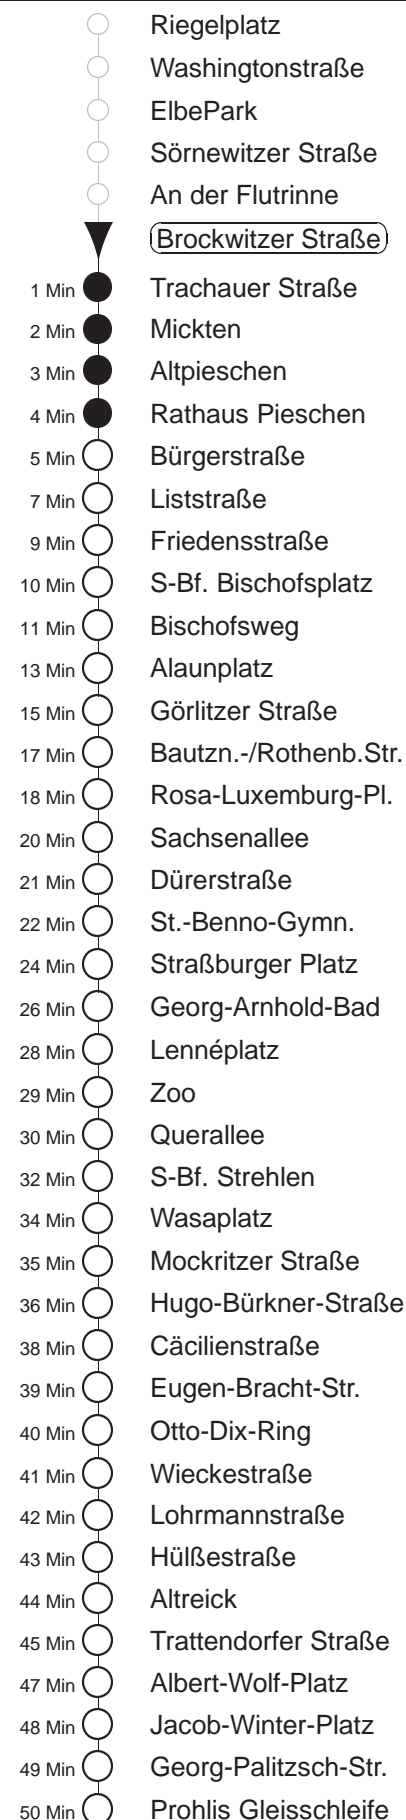 Riegelplatz
Washingtonstraße
ElbePark
Sörnewitzer Straße
An der Flutrinne
Brockwitzer Straße
1 Min Trachauer Straße
2 Min Mickten
3 Min Altpieschen
4 Min Rathaus Pieschen
5 Min Bürgerstraße
7 Min Liststraße
9 Min Friedensstraße
10 Min S-Bf. Bischofsplatz
11 Min Bischofsweg
13 Min Alaunplatz
15 Min Görlitzer Straße
17 Min Bautzn.-/Rothenb.Str.
18 Min Rosa-Luxemburg-Pl.
20 Min Sachsenallee
21 Min Dürerstraße
22 Min St.-Benno-Gymn.
24 Min Straßburger Platz
26 Min Georg-Arnhold-Bad
28 Min Lennéplatz
29 Min Zoo
30 Min Querallee
32 Min S-Bf. Strehlen
34 Min Wasaplatz
35 Min Mockritzer Straße
36 Min Hugo-Bürkner-Straße
38 Min Cäcilienstraße
39 Min Eugen-Bracht-Str.
40 Min Otto-Dix-Ring
41 Min Wieckestraße
42 Min Lohrmannstraße
43 Min Hülßestraße
44 Min Altreick
45 Min Trattendorfer Straße
47 Min Albert-Wolf-Platz
48 Min Jacob-Winter-Platz
49 Min Georg-Palitzsch-Str.
50 Min Prohlis Gleisschleife